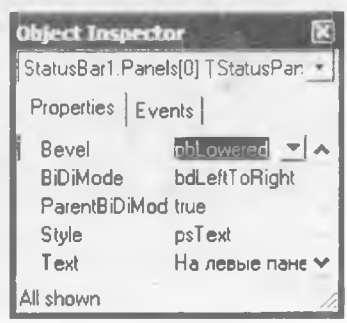 Object Inspector
StatusBar1.Panels[0] TStatusPan
Properties Events
Bevel pbLowered
BiDiMode bdLeftToRight
ParentBiDiMod true
Style psText
Text На левые пане
All shown